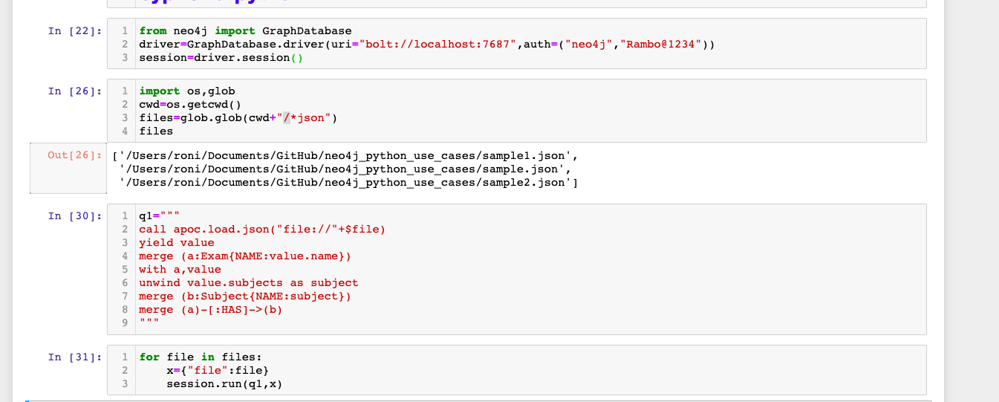 In [22]:
1 from neo4j import GraphDatabase
2 driver=GraphDatabase.driver(uri="bolt://localhost:7687",auth=("neo4j","Rambo@1234"))
3 session=driver.session()
In [26]:
1 import os,glob
2 cwd=os.getcwd()
3 files=glob.glob(cwd+"/*json")
4 files
Out[26]: ['/Users/roni/Documents/GitHub/neo4j_python_use_cases/sample1.json',
'/Users/roni/Documents/GitHub/neo4j_python_use_cases/sample.json',
'/Users/roni/Documents/GitHub/neo4j_python_use_cases/sample2.json']
In [30]:
1 q1="""
2 call apoc.load.json("file://"+$file)
3 yield value
4 merge (a:Exam{NAME:value.name})
5 with a,value
6 unwind value.subjects as subject
7 merge (b:Subject{NAME:subject})
8 merge (a)-[:HAS]->(b)
9 """
In [31]:
1 for file in files:
2     x={"file":file}
3     session.run(q1,x)